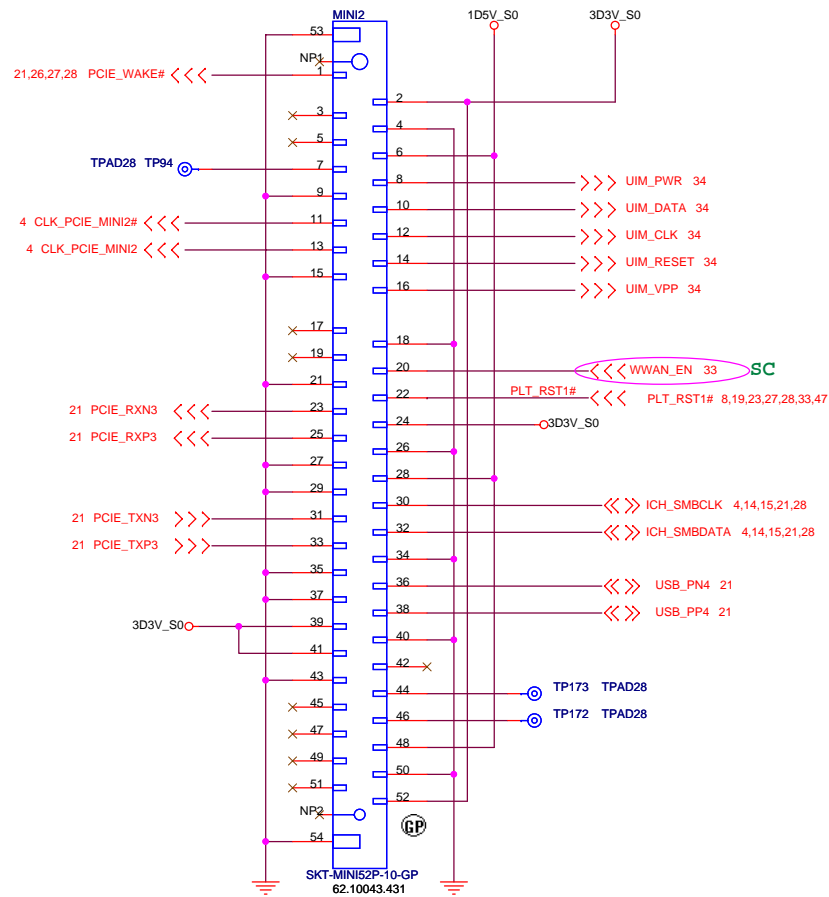 MINI2
1D5V_S0
3D3V_S0
53
NP1
21,26,27,28 PCIE_WAKE#
1
2
3
4
5
6
TPAD28 TP94
7
8
UIM_PWR 34
9
10
UIM_DATA 34
4 CLK_PCIE_MINI2#
11
12
UIM_CLK 34
4 CLK_PCIE_MINI2
13
14
UIM_RESET 34
15
16
UIM_VPP 34
17
18
19
20
WWAN_EN 33
SC
21
22
PLT_RST1#
PLT_RST1# 8,19,23,27,28,33,47
21 PCIE_RXN3
23
24
3D3V_S0
21 PCIE_RXP3
25
26
27
28
29
30
ICH_SMBCLK 4,14,15,21,28
21 PCIE_TXN3
31
32
ICH_SMBDATA 4,14,15,21,28
21 PCIE_TXP3
33
34
35
36
USB_PN4 21
37
38
USB_PP4 21
3D3V_S0
39
40
41
42
43
44
TP173 TPAD28
45
46
TP172 TPAD28
47
48
49
50
51
52
NP2
GP
54
SKT-MINI52P-10-GP
62.10043.431